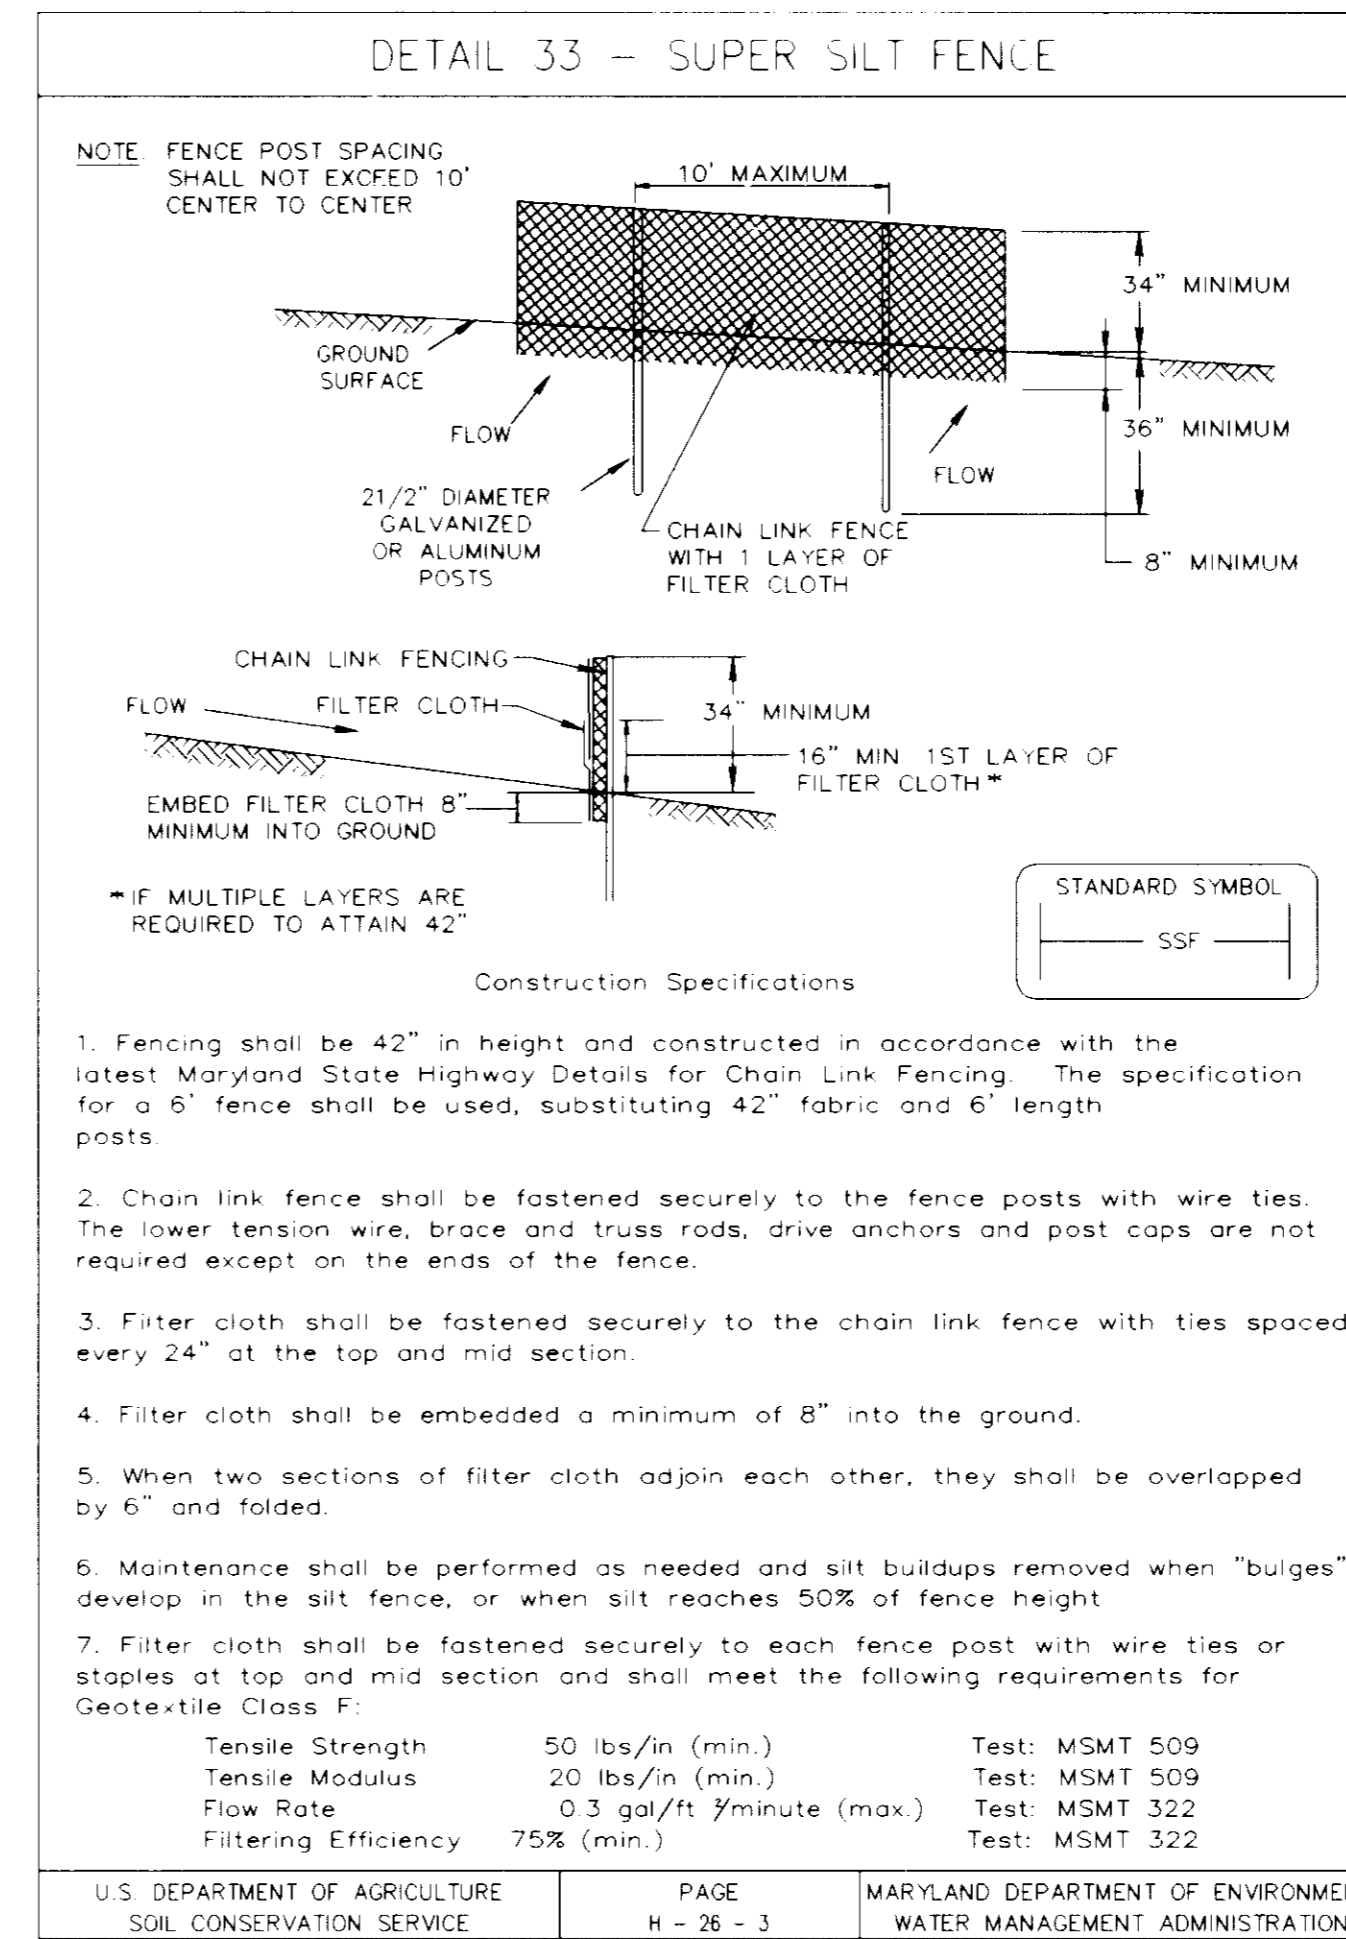 DETAIL 33 – SUPER SILT FENCE
NOTE: FENCE POST SPACING
SHALL NOT EXCEED 10'
CENTER TO CENTER
10' MAXIMUM
34" MINIMUM
GROUND
SURFACE
FLOW
36" MINIMUM
FLOW
21/2" DIAMETER
GALVANIZED
OR ALUMINUM
POSTS
CHAIN LINK FENCE
WITH 1 LAYER OF
FILTER CLOTH
8" MINIMUM
CHAIN LINK FENCING
FLOW
FILTER CLOTH
34" MINIMUM
16" MIN 1ST LAYER OF
FILTER CLOTH*
EMBED FILTER CLOTH 8"
MINIMUM INTO GROUND
*IF MULTIPLE LAYERS ARE
REQUIRED TO ATTAIN 42"
STANDARD SYMBOL
SSF
Construction Specifications
1. Fencing shall be 42" in height and constructed in accordance with the
latest Maryland State Highway Details for Chain Link Fencing. The specification
for a 6' fence shall be used, substituting 42" fabric and 6' length
posts.
2. Chain link fence shall be fastened securely to the fence posts with wire ties.
The lower tension wire, brace and truss rods, drive anchors and post caps are not
required except on the ends of the fence.
3. Filter cloth shall be fastened securely to the chain link fence with ties spaced
every 24" at the top and mid section.
4. Filter cloth shall be embedded a minimum of 8" into the ground.
5. When two sections of filter cloth adjoin each other, they shall be overlapped
by 6" and folded.
6. Maintenance shall be performed as needed and silt buildups removed when "bulges"
develop in the silt fence, or when silt reaches 50% of fence height
7. Filter cloth shall be fastened securely to each fence post with wire ties or
staples at top and mid section and shall meet the following requirements for
Geotextile Class F:
Tensile Strength 50 lbs/in (min.) Test: MSMT 509
Tensile Modulus 20 lbs/in (min.) Test: MSMT 509
Flow Rate 0.3 gal/ft ²/minute (max.) Test: MSMT 322
Filtering Efficiency 75% (min.) Test: MSMT 322
U.S. DEPARTMENT OF AGRICULTURE
SOIL CONSERVATION SERVICE
PAGE
H – 26 – 3
MARYLAND DEPARTMENT OF ENVIRONME
WATER MANAGEMENT ADMINISTRATION